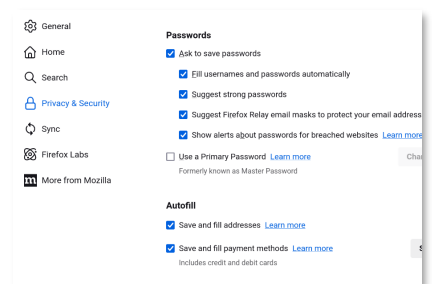 General
Home
Search
Privacy & Security
Sync
Firefox Labs
More from Mozilla
Passwords
Ask to save passwords
Fill usernames and passwords automatically
Suggest strong passwords
Suggest Firefox Relay email masks to protect your email address
Show alerts about passwords for breached websites Learn more
Use a Primary Password Learn more
Formerly known as Master Password
Autofill
Save and fill addresses Learn more
Save and fill payment methods Learn more
Includes credit and debit cards